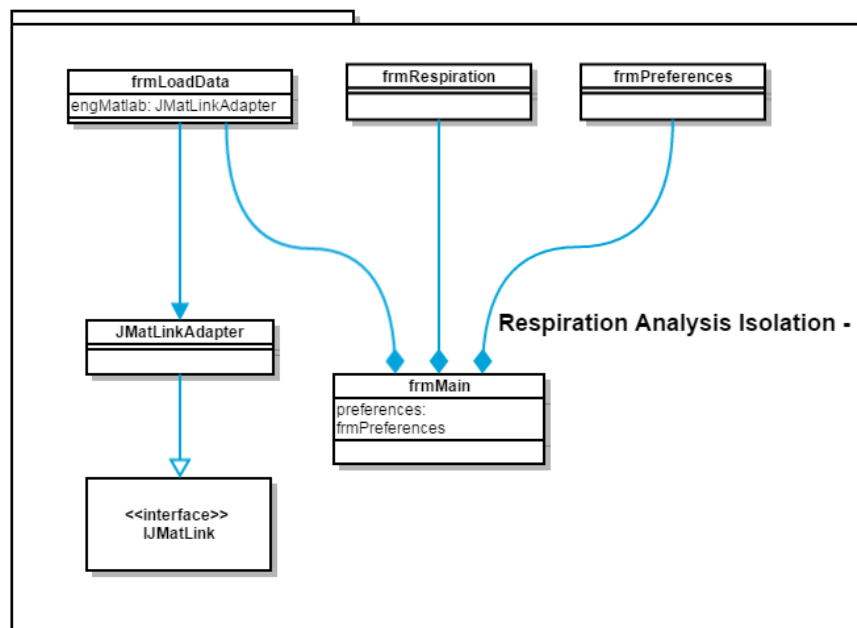 frmLoadData
engMatlab: JMatLinkAdapter
frmRespiration
frmPreferences
JMatLinkAdapter
Respiration Analysis Isolation -
frmMain
preferences:
frmPreferences
<<interface>>
IJMatLink